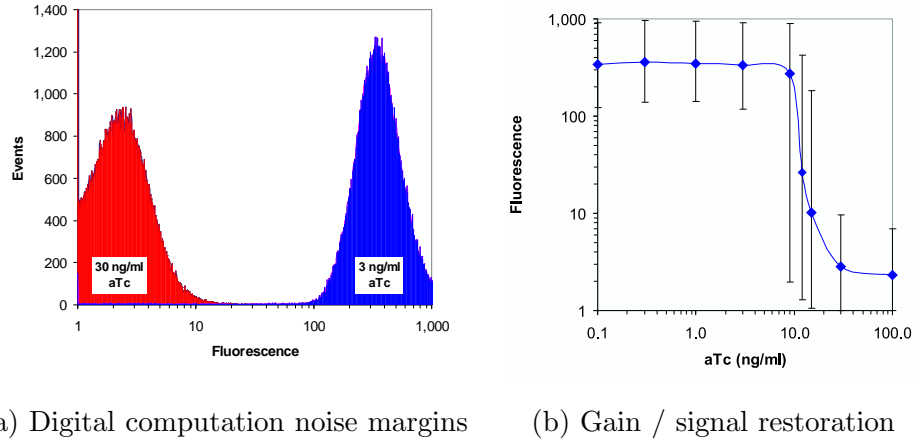 1,400
1,200
1,000
800
600
400
200
0
Events
30 ng/ml
aTc
3 ng/ml
aTc
1
10
100
1,000
Fluorescence
a) Digital computation noise margins
1,000
100
10
1
Fluorescence
0.1
1.0
10.0
100.0
aTc (ng/ml)
(b) Gain / signal restoration